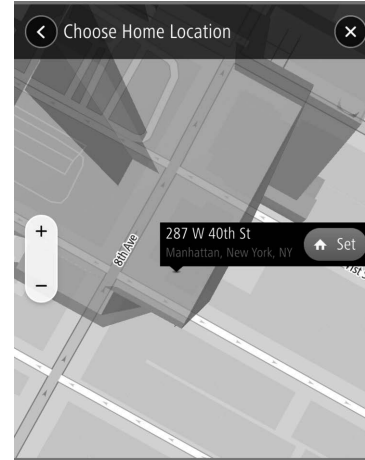 Choose Home Location
287 W 40th St
Manhattan, New York, NY
Set
8th Ave